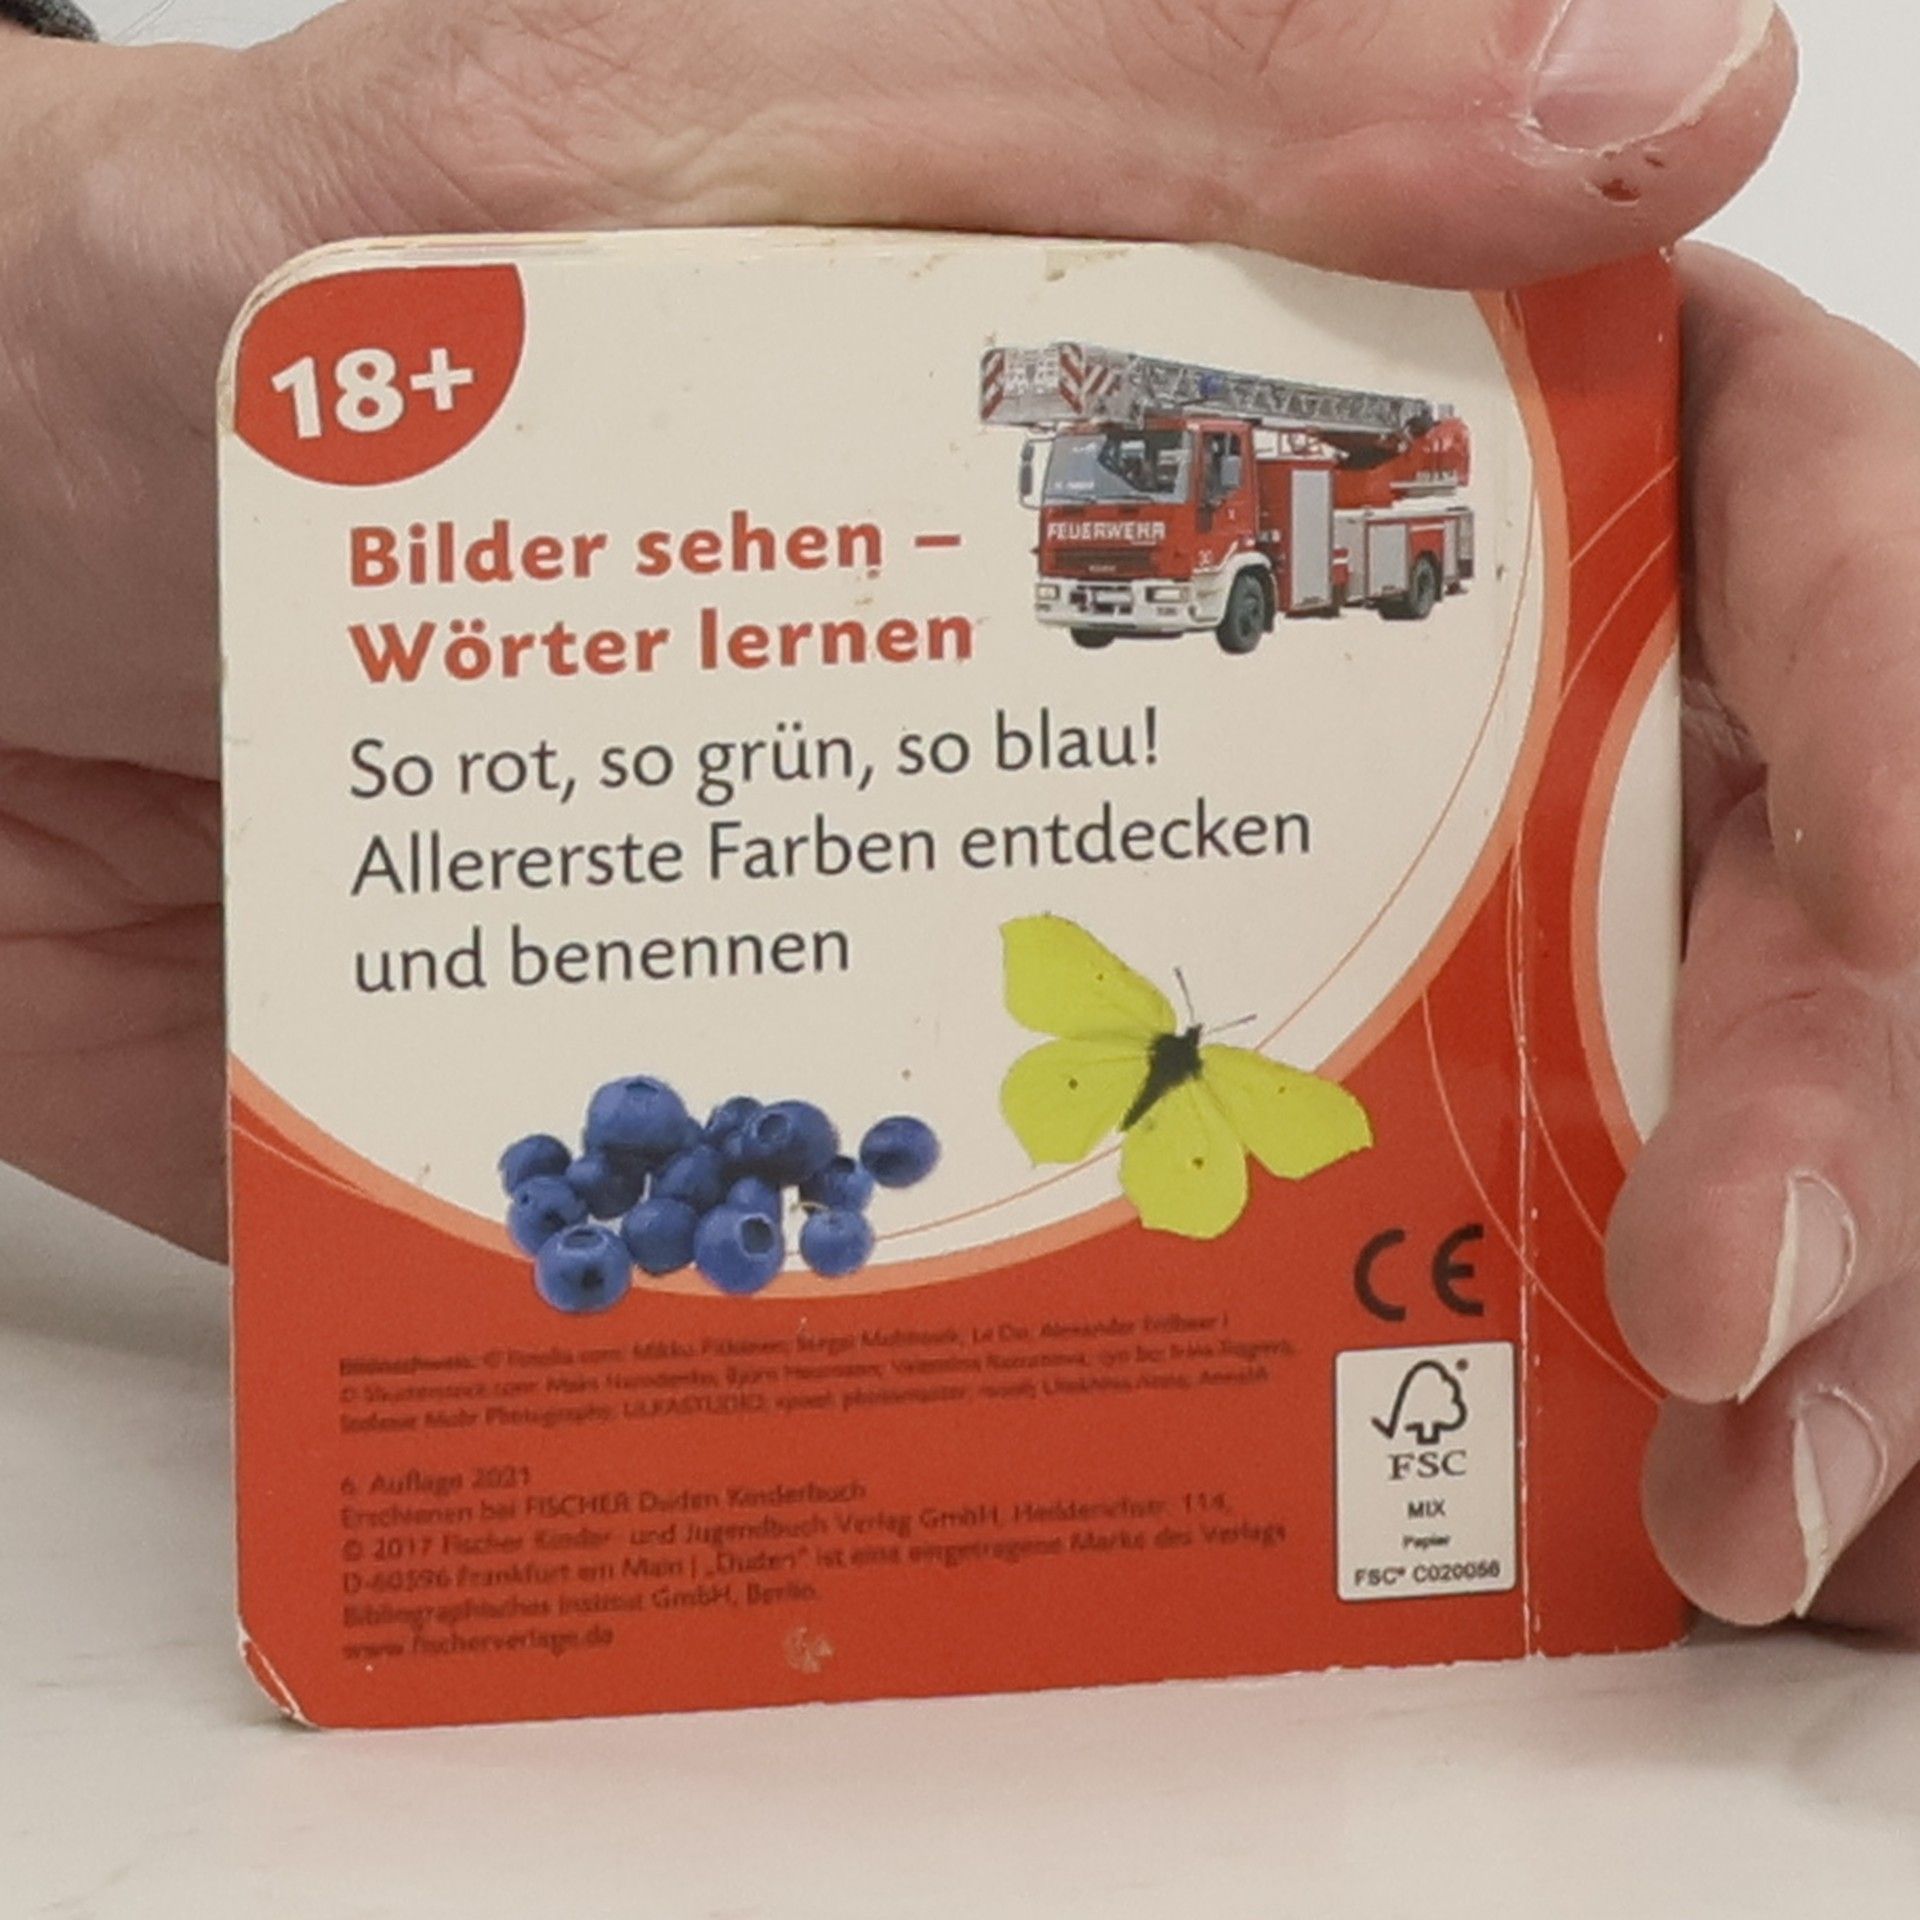 18+
Bilder sehen –
Wörter lernen
FEUERWEHR
So rot, so grün, so blau!
Allererste Farben entdecken
und benennen
CE
FSC®
MIX
Papier
FSC® C020056
6. Auflage 2021
Erschienen bei FISCHER Duden Kinderbuch
© 2017 Fischer Kinder- und Jugendbuch Verlag GmbH, Hedderichstr. 114,
D-60596 Frankfurt am Main | „Duden“ ist eine eingetragene Marke des Verlags
Bibliographisches Institut GmbH, Berlin.
www.fischerverlage.de